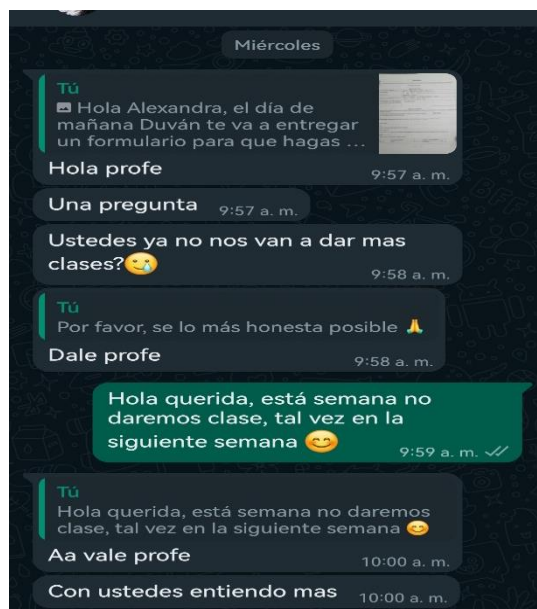 Miércoles
Tú
Hola Alexandra, el día de
mañana Duván te va a entregar
un formulario para que hagas ...
Hola profe
9:57 a. m.
Una pregunta
9:57 a. m.
Ustedes ya no nos van a dar mas
clases?🥲
9:58 a. m.
Tú
Por favor, se lo más honesta posible 🙏
Dale profe
9:58 a. m.
Hola querida, está semana no
daremos clase, tal vez en la
siguiente semana 😊
9:59 a. m.
Tú
Hola querida, está semana no daremos
clase, tal vez en la siguiente semana 😊
Aa vale profe
10:00 a. m.
Con ustedes entiendo mas
10:00 a. m.